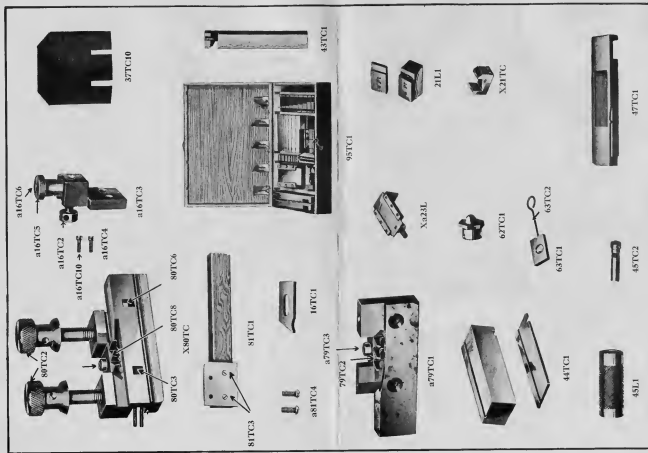 37TC10
43TC1
a16TC6
a16TC5
a16TC2
a16TC10
a16TC4
a16TC3
95TC1
80TC2
80TC6
80TC8
X80TC
80TC3
81TC1
81TC3
a81TC4
16TC1
21L1
X21TC
47TC1
Xa23L
62TC1
63TC2
63TC1
45TC2
79TC2
a79TC3
a79TC1
44TC1
45L1